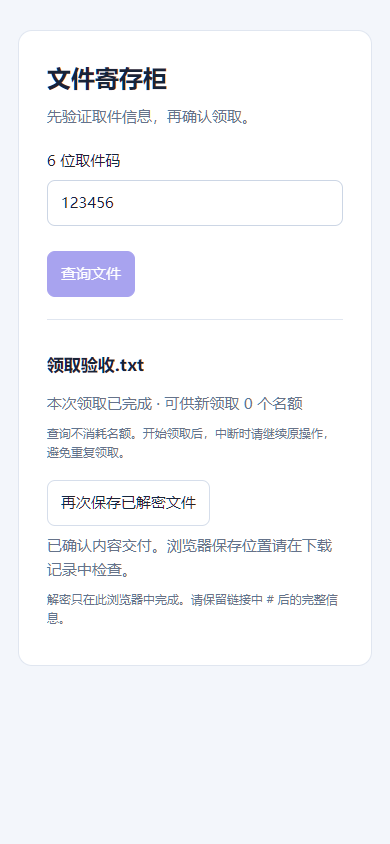 文件寄存柜
先验证取件信息，再确认领取。
6 位取件码
123456
查询文件
领取验收.txt
本次领取已完成 · 可供新领取 0 个名额
查询不消耗名额。开始领取后，中断时请继续原操作，
避免重复领取。
再次保存已解密文件
已确认内容交付。浏览器保存位置请在下载
记录中检查。
解密只在此浏览器中完成。请保留链接中 # 后的完整信
息。